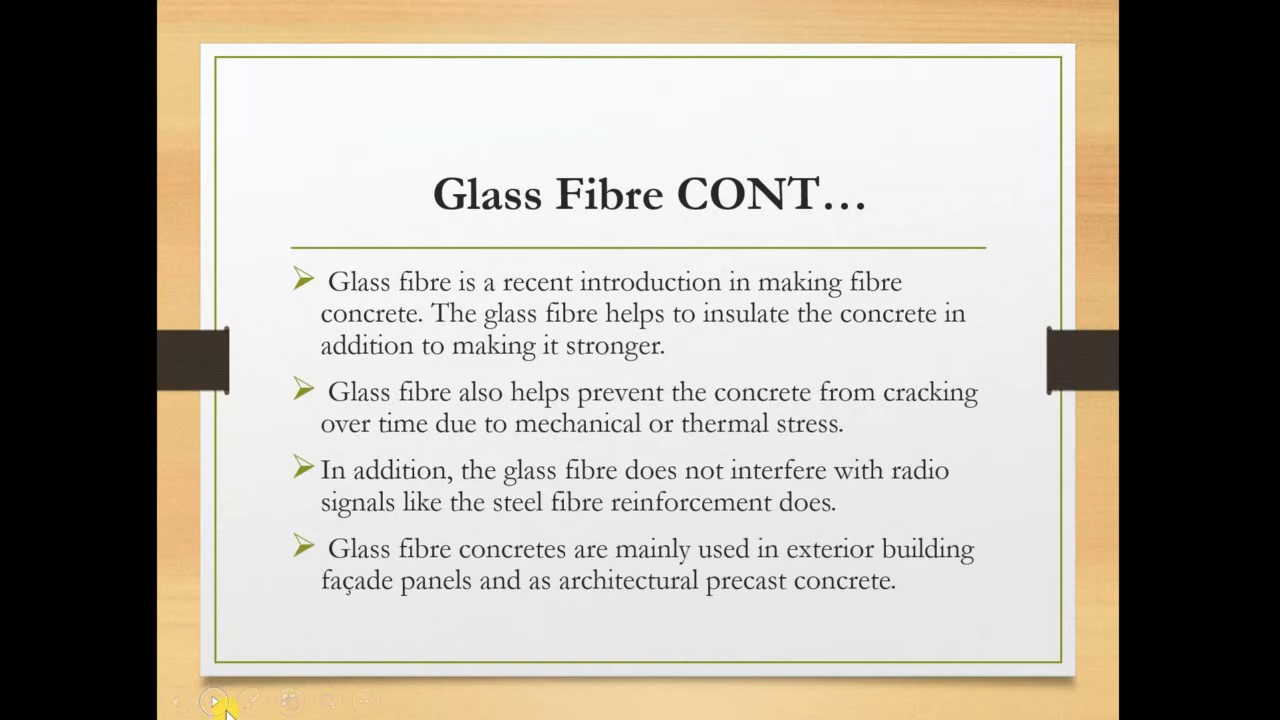 Glass Fibre CONT…
Glass fibre is a recent introduction in making fibre
concrete. The glass fibre helps to insulate the concrete in
addition to making it stronger.
Glass fibre also helps prevent the concrete from cracking
over time due to mechanical or thermal stress.
In addition, the glass fibre does not interfere with radio
signals like the steel fibre reinforcement does.
Glass fibre concretes are mainly used in exterior building
façade panels and as architectural precast concrete.